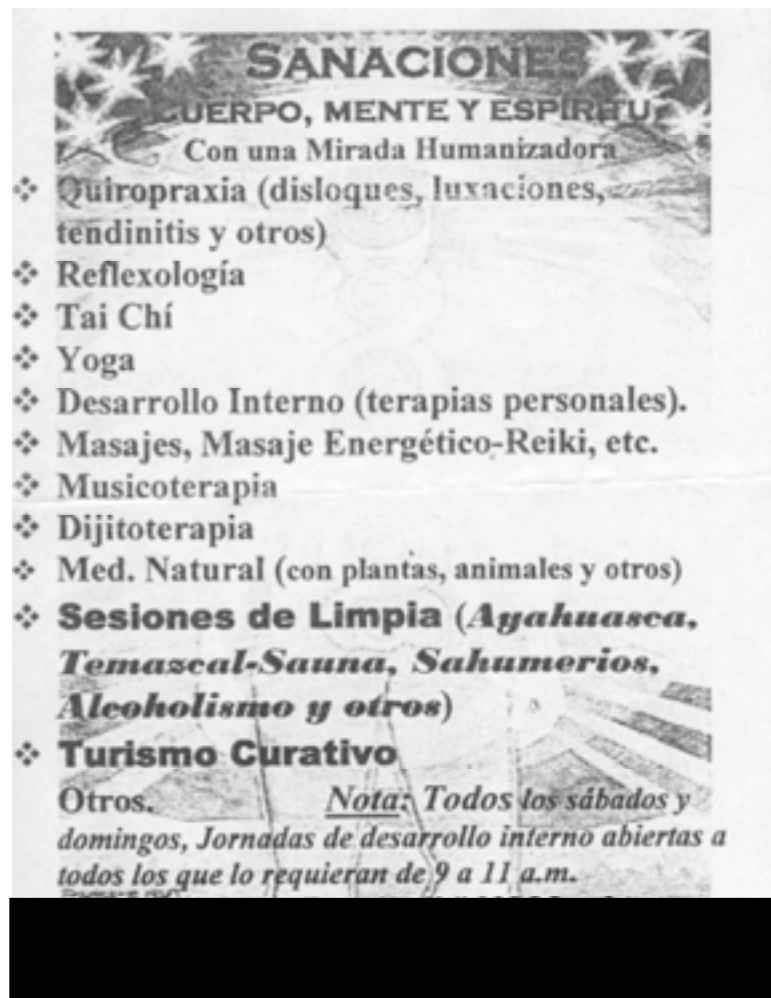 SANACIONES
CUERPO, MENTE Y ESPÍRITU
Con una Mirada Humanizadora
❖ Quiropraxia (disloques, luxaciones,
tendinitis y otros)
❖ Reflexología
❖ Tai Chí
❖ Yoga
❖ Desarrollo Interno (terapias personales).
❖ Masajes, Masaje Energético-Reiki, etc.
❖ Musicoterapia
❖ Dijitoterapia
❖ Med. Natural (con plantas, animales y otros)
❖ Sesiones de Limpia (Ayahuasca,
Temazcal-Sauna, Sahumerios,
Alcoholismo y otros)
❖ Turismo Curativo
Otros. Nota: Todos los sábados y
domingos, Jornadas de desarrollo interno abiertas a
todos los que lo requieran de 9 a 11 a.m.